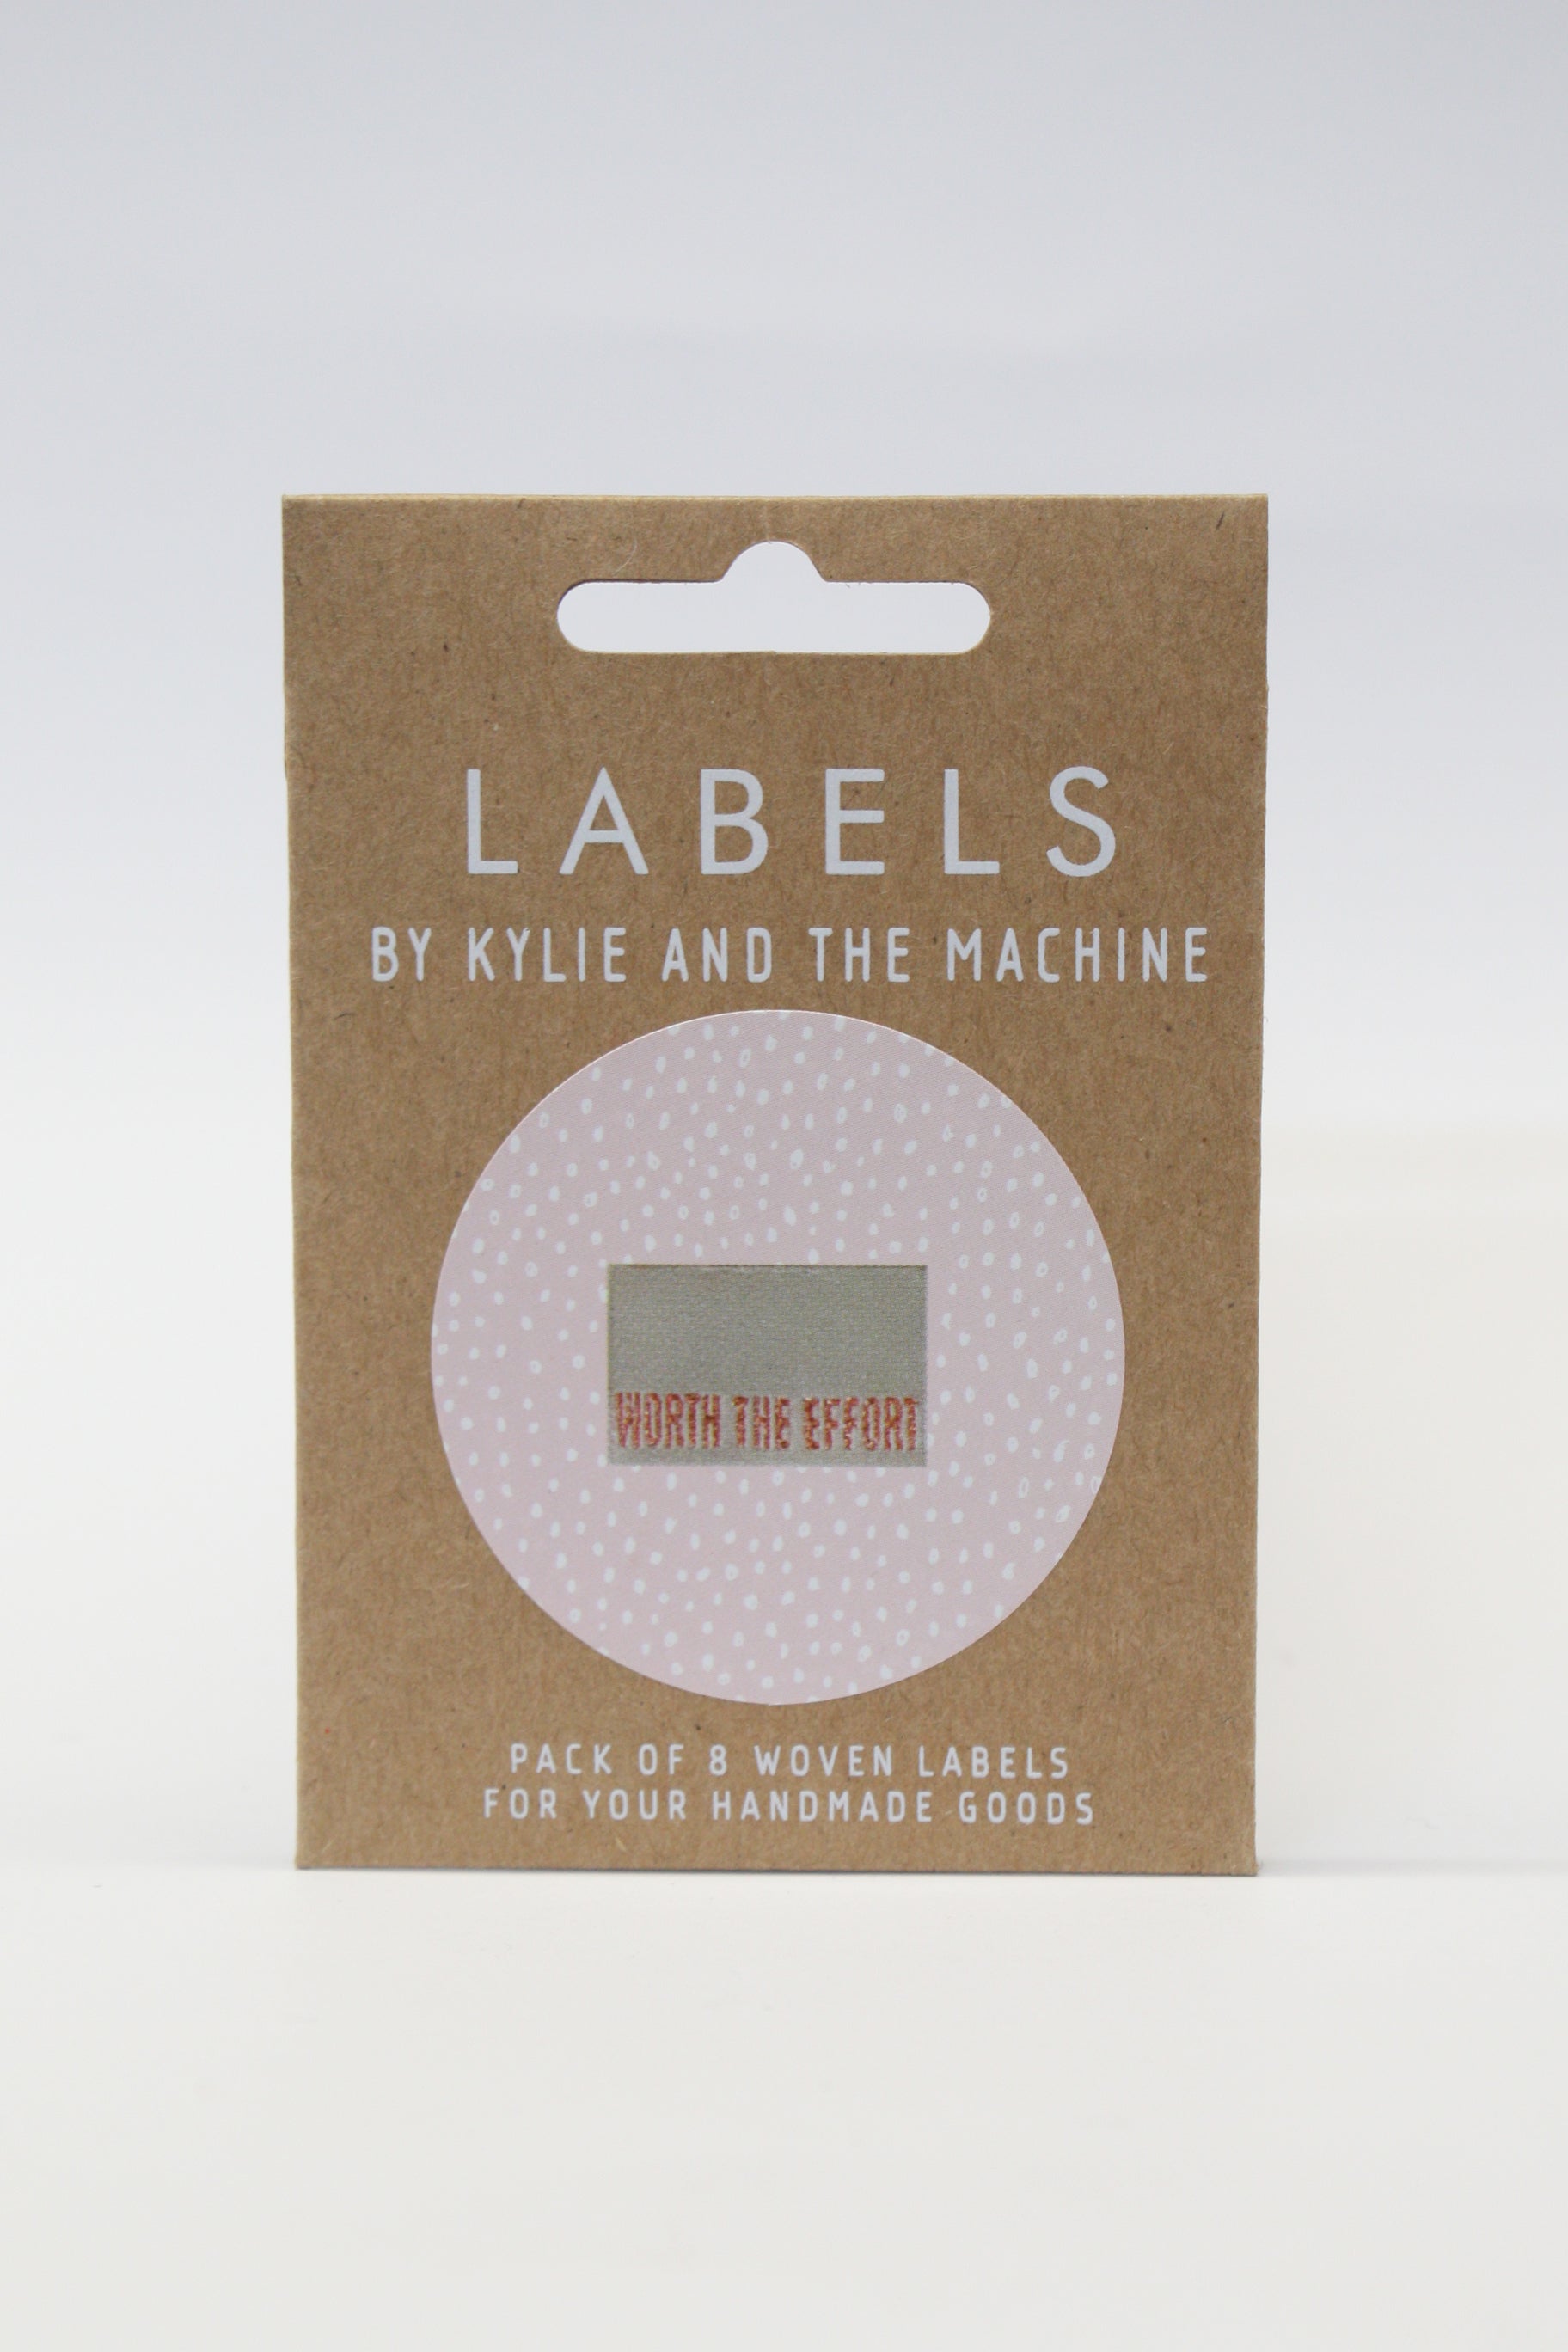 LABELS
BY KYLIE AND THE MACHINE
WORTH THE EFFORT
PACK OF 8 WOVEN LABELS
FOR YOUR HANDMADE GOODS